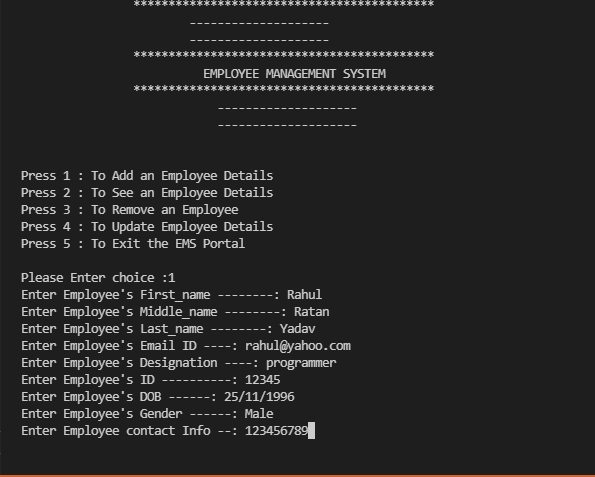 *******************************************
--------------------
--------------------
*******************************************
EMPLOYEE MANAGEMENT SYSTEM
*******************************************
--------------------
--------------------
Press 1 : To Add an Employee Details
Press 2 : To See an Employee Details
Press 3 : To Remove an Employee
Press 4 : To Update Employee Details
Press 5 : To Exit the EMS Portal
Please Enter choice :1
Enter Employee's First_name --------: Rahul
Enter Employee's Middle_name --------: Ratan
Enter Employee's Last_name --------: Yadav
Enter Employee's Email ID ----: rahul@yahoo.com
Enter Employee's Designation ----: programmer
Enter Employee's ID ----------: 12345
Enter Employee's DOB ------: 25/11/1996
Enter Employee's Gender ------: Male
Enter Employee contact Info --: 123456789